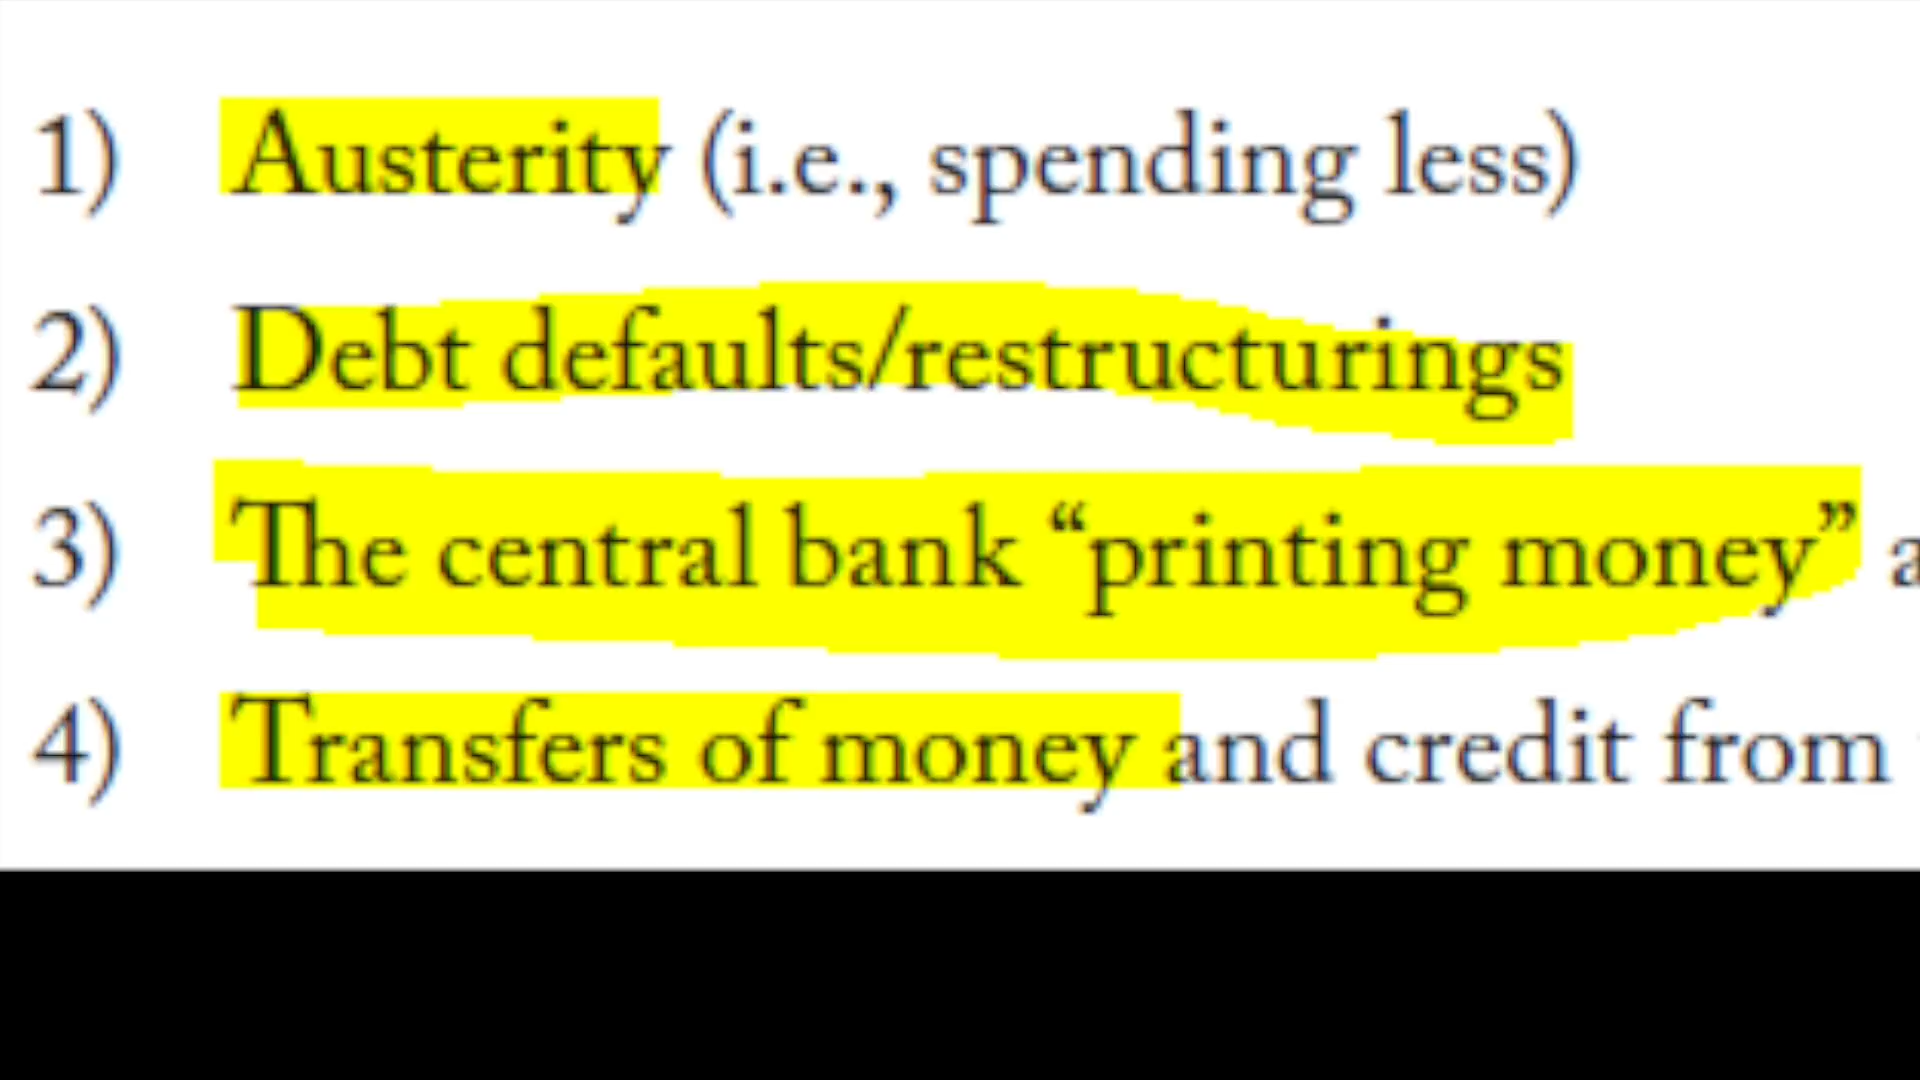 1) Austerity (i.e., spending less)
2) Debt defaults/restructurings
3) The central bank “printing money”
4) Transfers of money and credit from